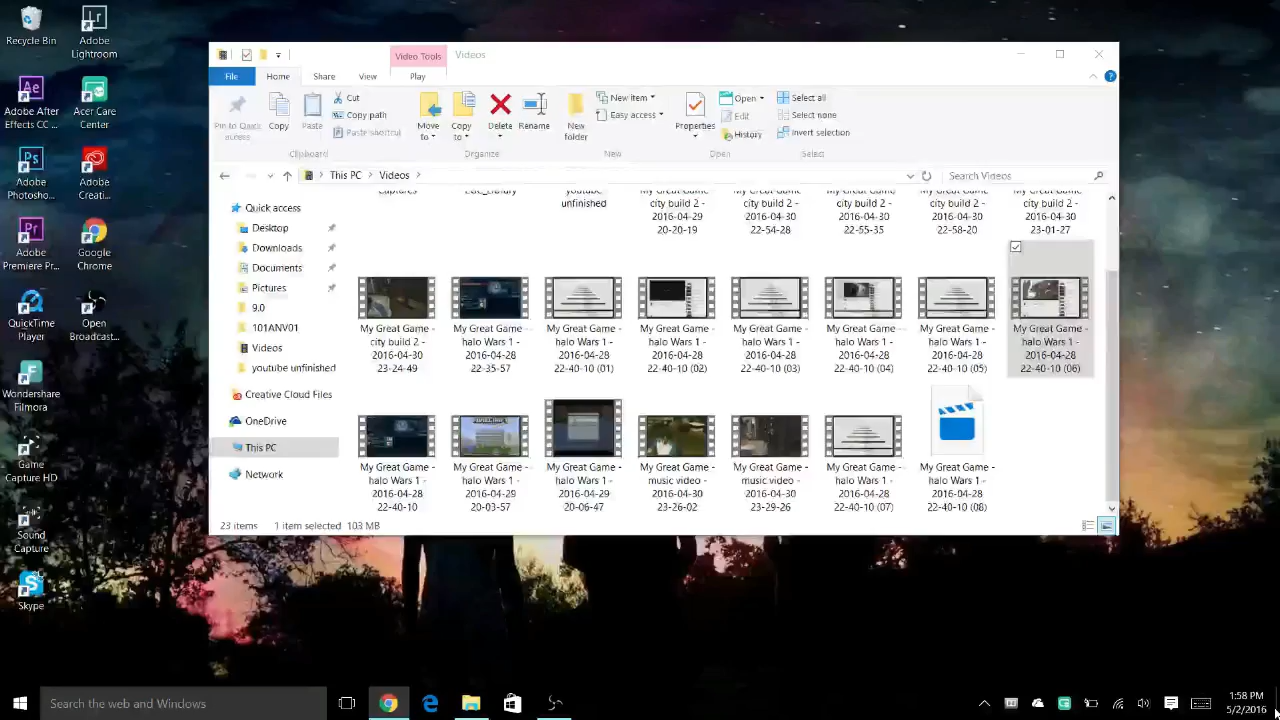 Recycle Bin
Adobe
Lightroom
Adobe After
Effects CC ...
Acer Care
Center
Adobe
Photosho...
Adobe
Creati...
Adobe
Premiere Pr...
Google
Chrome
QuickTime
Player
Open
Broadcast...
Wondershare
Filmora
Game
Capture HD
Sound
Capture
Skype
Video Tools
Videos
File
Home
Share
View
Play
Pin to Quick
access
Copy
Paste
Cut
Copy path
Paste shortcut
Clipboard
Move
to
Copy
to
Delete
Rename
Organize
New
folder
New item
Easy access
New
Properties
Open
Edit
History
Open
Select all
Select none
Invert selection
Select
This PC
Videos
Search Videos
Quick access
Desktop
Downloads
Documents
Pictures
9.0
101ANV01
Videos
youtube unfinished
Creative Cloud Files
OneDrive
This PC
Network
Captures
youtube
unfinished
My Great Game -
city build 2 -
2016-04-29
20-20-19
My Great Game -
city build 2 -
2016-04-30
22-54-28
My Great Game -
city build 2 -
2016-04-30
22-55-35
My Great Game -
city build 2 -
2016-04-30
22-58-20
My Great Game -
city build 2 -
2016-04-30
23-01-27
My Great Game -
city build 2 -
2016-04-30
23-24-49
My Great Game -
halo Wars 1 -
2016-04-28
22-35-57
My Great Game -
halo Wars 1 -
2016-04-28
22-40-10 (01)
My Great Game -
halo Wars 1 -
2016-04-28
22-40-10 (02)
My Great Game -
halo Wars 1 -
2016-04-28
22-40-10 (03)
My Great Game -
halo Wars 1 -
2016-04-28
22-40-10 (04)
My Great Game -
halo Wars 1 -
2016-04-28
22-40-10 (05)
My Great Game -
halo Wars 1 -
2016-04-28
22-40-10 (06)
My Great Game -
halo Wars 1 -
2016-04-28
22-40-10
My Great Game -
halo Wars 1 -
2016-04-29
20-03-57
My Great Game -
halo Wars 1 -
2016-04-29
20-06-47
My Great Game -
music video -
2016-04-30
23-26-02
My Great Game -
music video -
2016-04-30
23-29-26
My Great Game -
halo Wars 1 -
2016-04-28
22-40-10 (07)
My Great Game -
halo Wars 1 -
2016-04-28
22-40-10 (08)
23 items
1 item selected 103 MB
Search the web and Windows
1:58 PM
5/2/2016